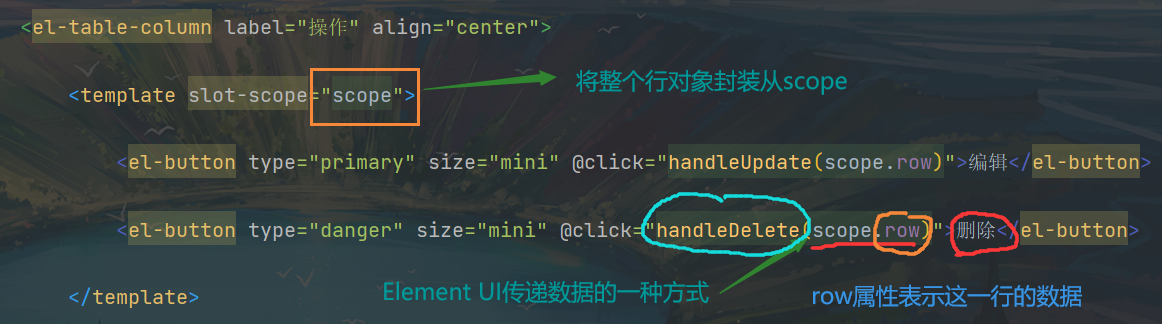 <el-table-column label="操作" align="center">
将整个行对象封装从scope
<template slot-scope="scope">
<el-button type="primary" size="mini" @click="handleUpdate(scope.row)">编辑</el-button>
<el-button type="danger" size="mini" @click="handleDelete(scope.row)">删除</el-button>
Element UI传递数据的一种方式
row属性表示这一行的数据
</template>